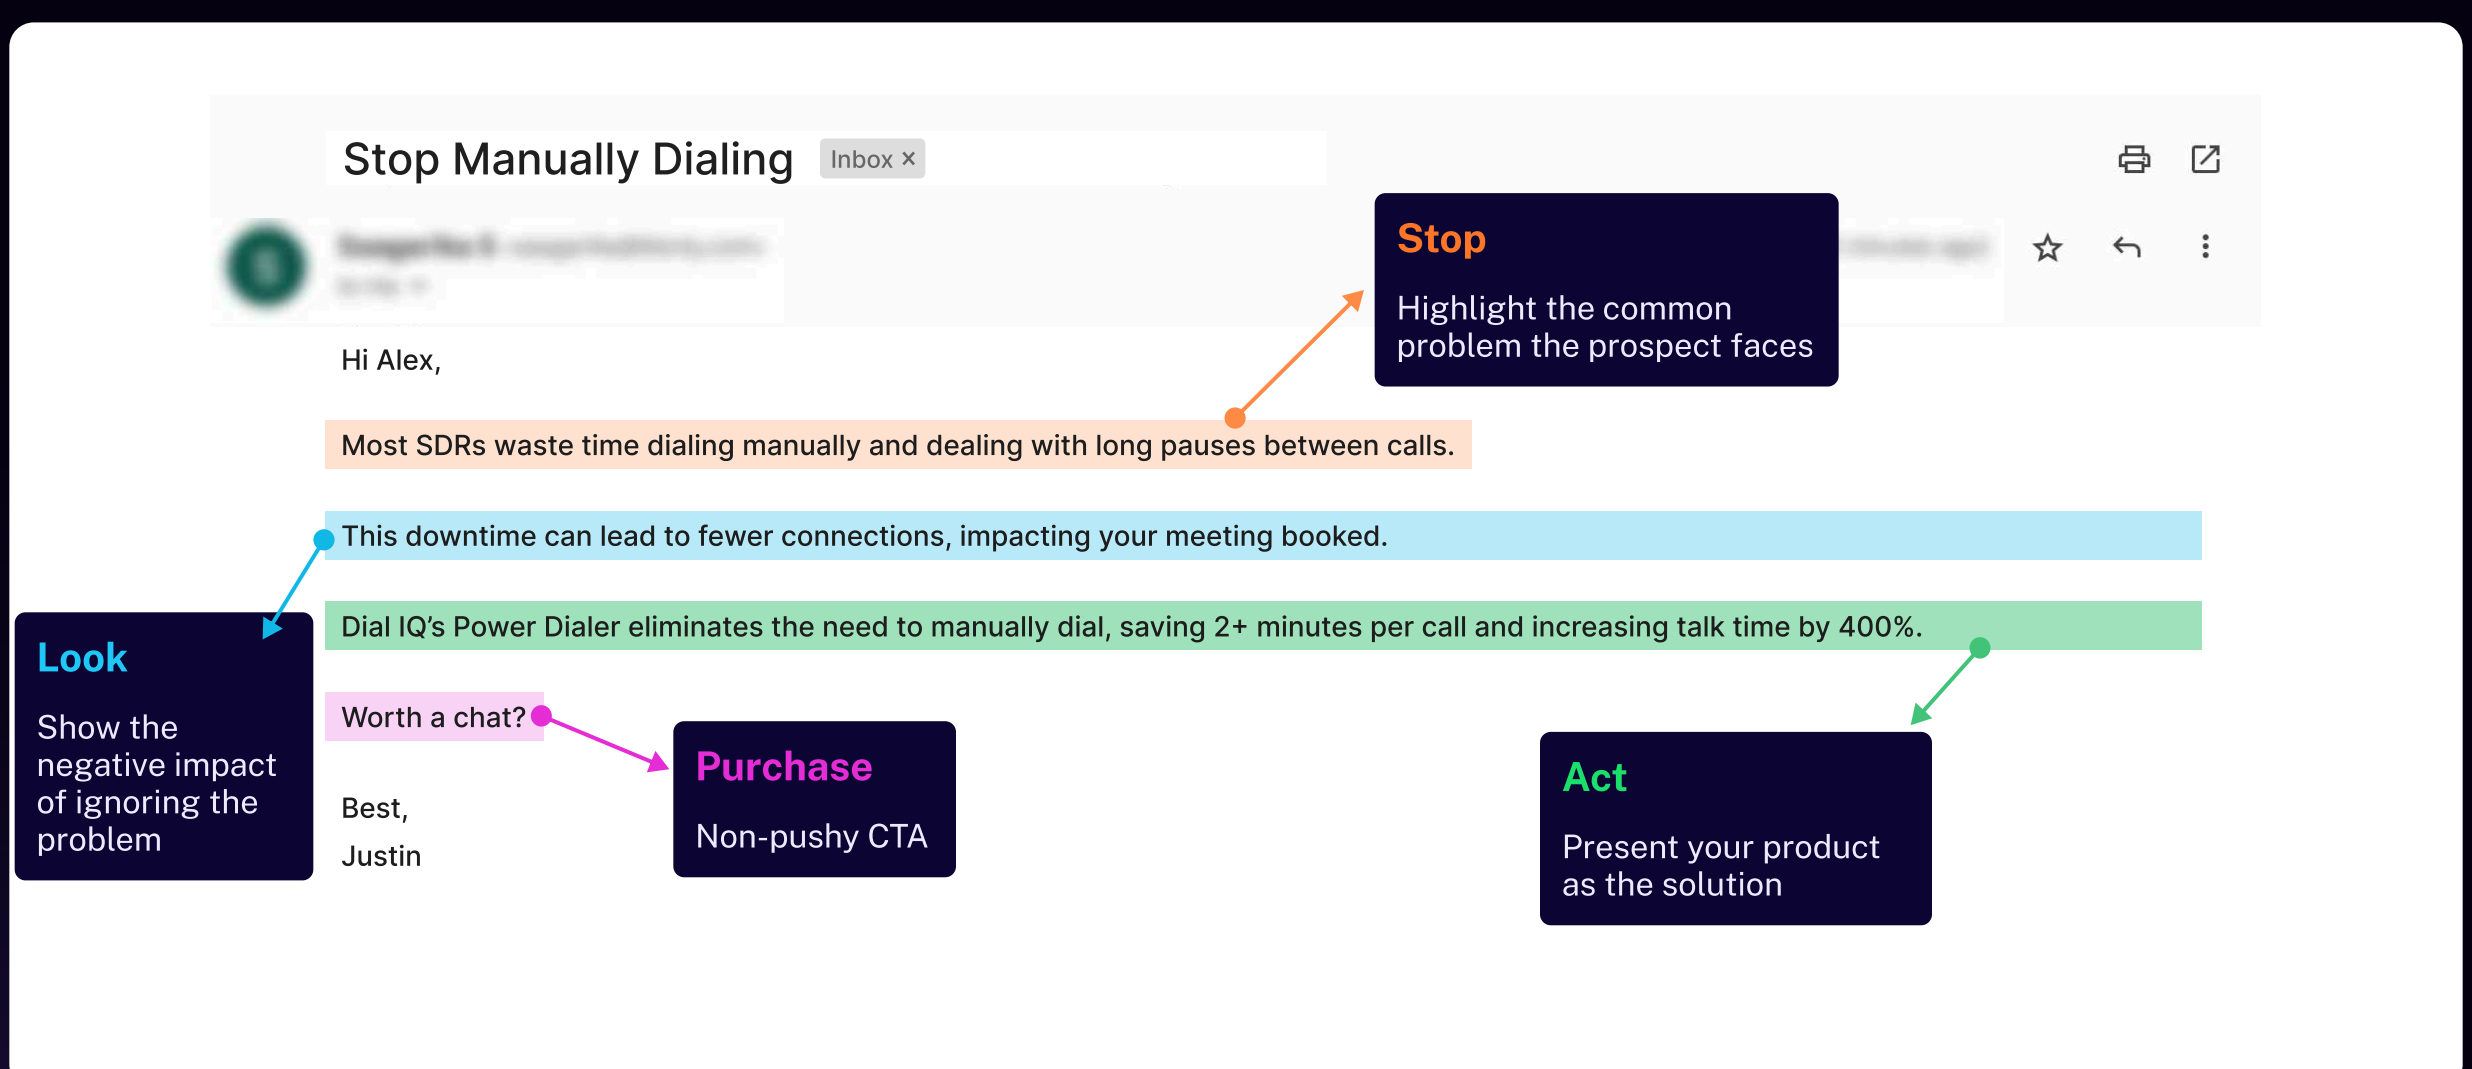 Stop Manually Dialing Inbox ×
Stop
Highlight the common
problem the prospect faces
Hi Alex,
Most SDRs waste time dialing manually and dealing with long pauses between calls.
This downtime can lead to fewer connections, impacting your meeting booked.
Dial IQ’s Power Dialer eliminates the need to manually dial, saving 2+ minutes per call and increasing talk time by 400%.
Look
Show the
negative impact
of ignoring the
problem
Worth a chat?
Purchase
Non-pushy CTA
Act
Present your product
as the solution
Best,
Justin